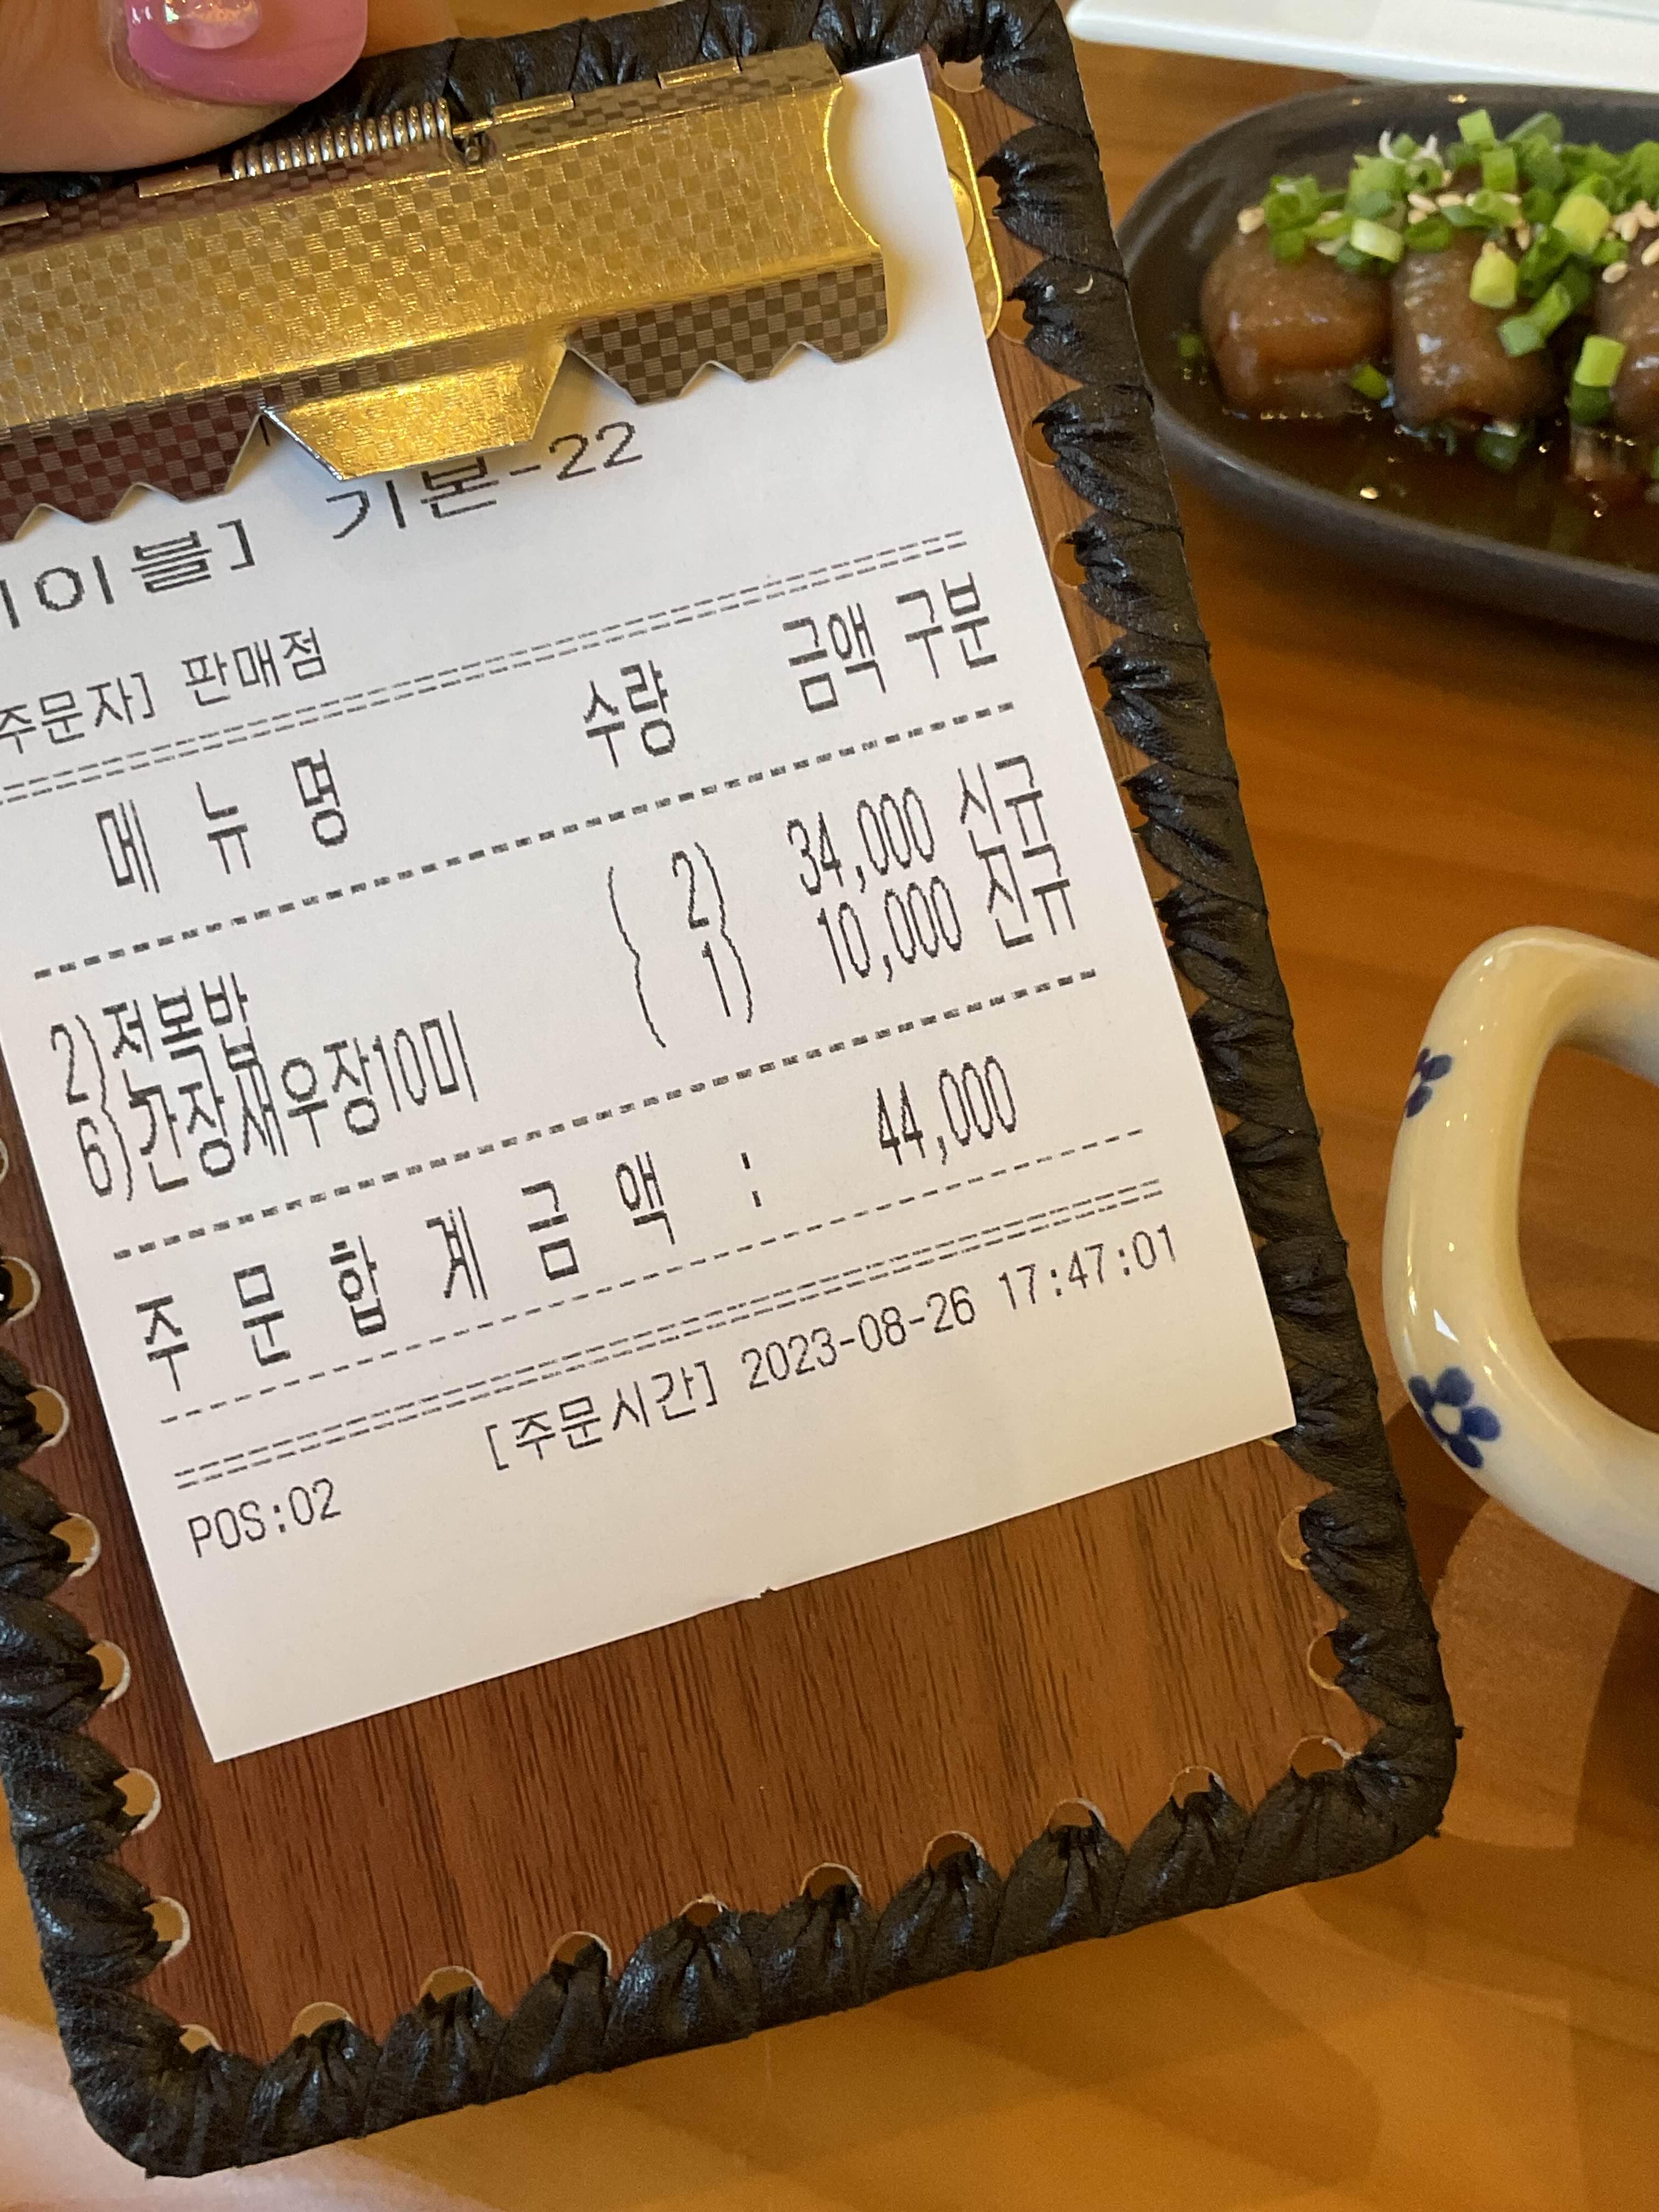 이블] 기본-22
주문자] 판매점
메 뉴 명 수량 금액 구분
2)전복밥 ( 2) 34,000 신규
6)간장새우장10미 ( 1) 10,000 신규
주 문 합 계 금 액 : 44,000
[주문시간] 2023-08-26 17:47:01
POS:02